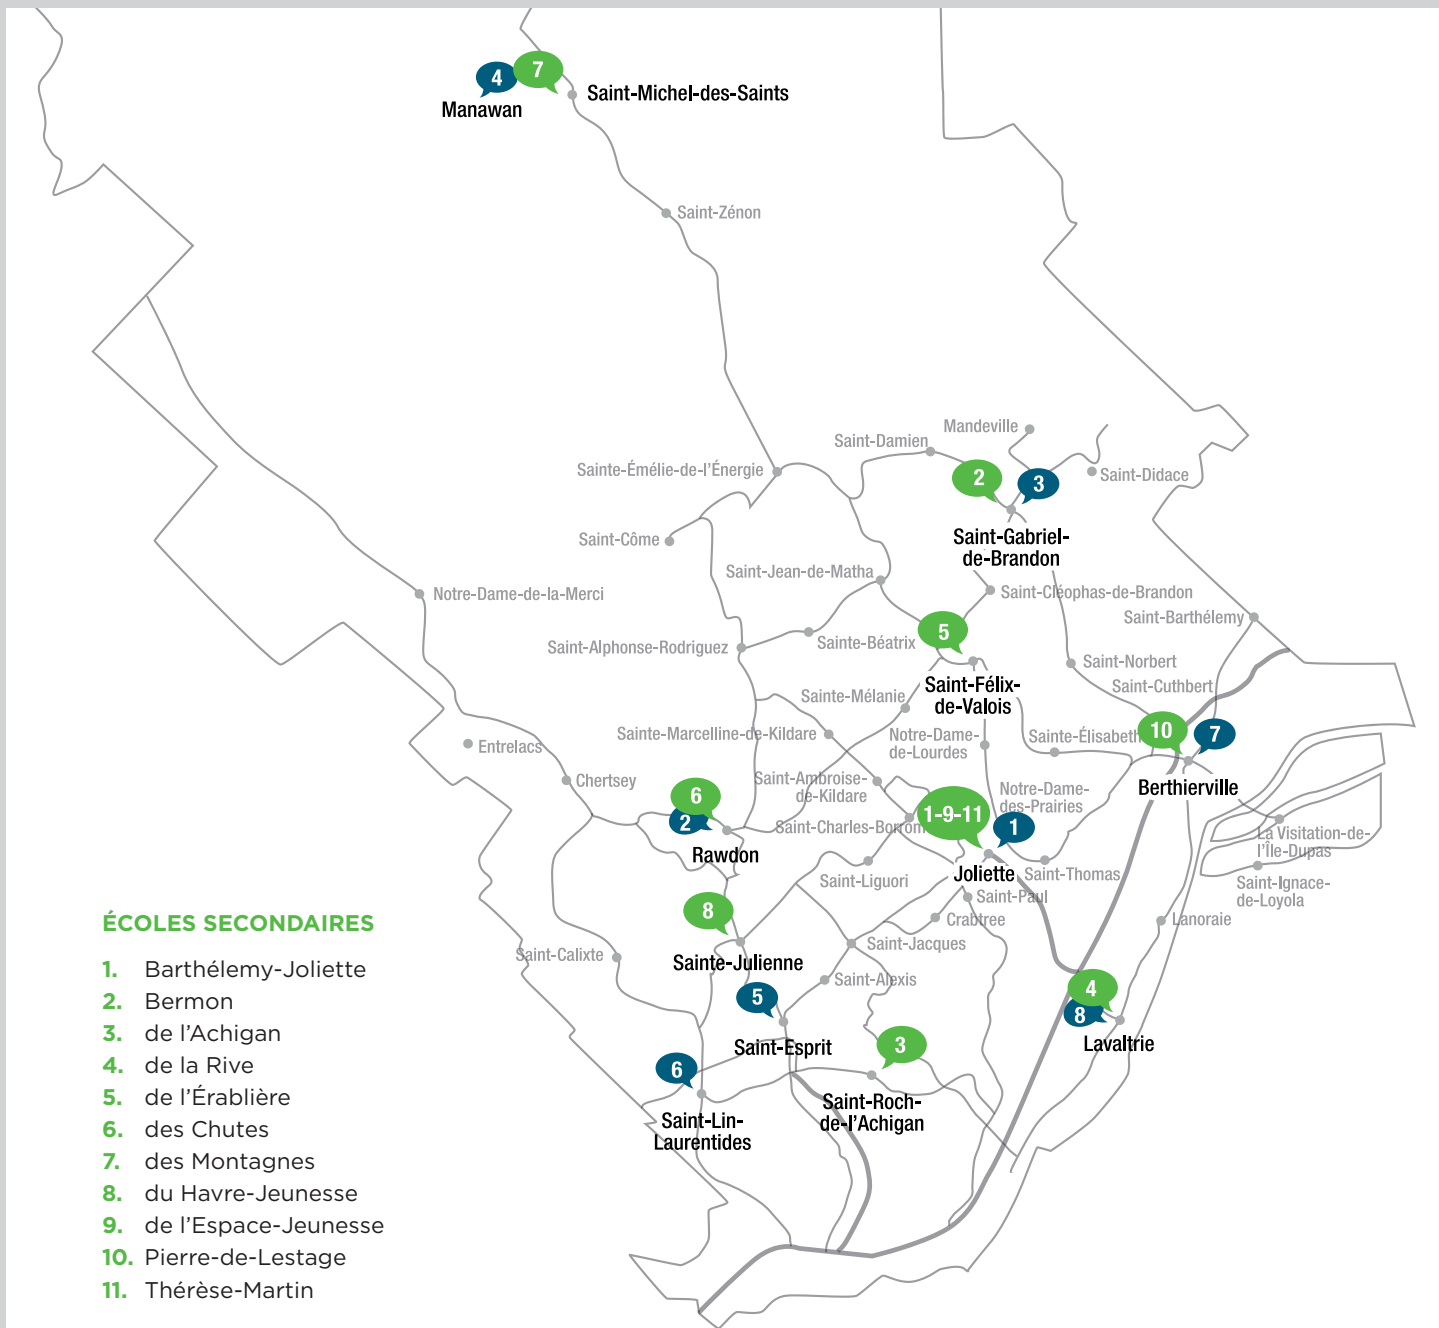 4
7
Manawan
Saint-Michel-des-Saints
Saint-Zénon
Mandeville
Saint-Damien
Sainte-Émélie-de-l'Énergie
Saint-Didace
2
3
Saint-Gabriel-
de-Brandon
Saint-Côme
Saint-Jean-de-Matha
Notre-Dame-de-la-Merci
Saint-Cléophas-de-Brandon
Saint-Barthélemy
5
Saint-Alphonse-Rodriguez
Sainte-Béatrix
Saint-Norbert
Saint-Félix-
de-Valois
Saint-Cuthbert
Sainte-Mélanie
Sainte-Marcelline-de-Kildare
Notre-Dame-
de-Lourdes
Sainte-Élisabeth
10
7
Entrelacs
Chertsey
Saint-Ambroise-
de-Kildare
Notre-Dame-
des-Prairies
Berthierville
6
2
Rawdon
1-9-11
1
Saint-Charles-Borrom
La Visitation-de-
l'Île-Dupas
Joliette
Saint-Thomas
Saint-Liguori
Saint-Paul
Saint-Ignace-
de-Loyola
8
Crabtree
Lanoraie
Saint-Calixte
Sainte-Julienne
Saint-Jacques
Saint-Alexis
5
4
8
Saint-Esprit
3
Lavaltrie
6
Saint-Lin-
Laurentides
Saint-Roch-
de-l'Achigan
ÉCOLES SECONDAIRES
1. Barthélemy-Joliette
2. Bermon
3. de l'Achigan
4. de la Rive
5. de l'Érablière
6. des Chutes
7. des Montagnes
8. du Havre-Jeunesse
9. de l'Espace-Jeunesse
10. Pierre-de-Lestage
11. Thérèse-Martin